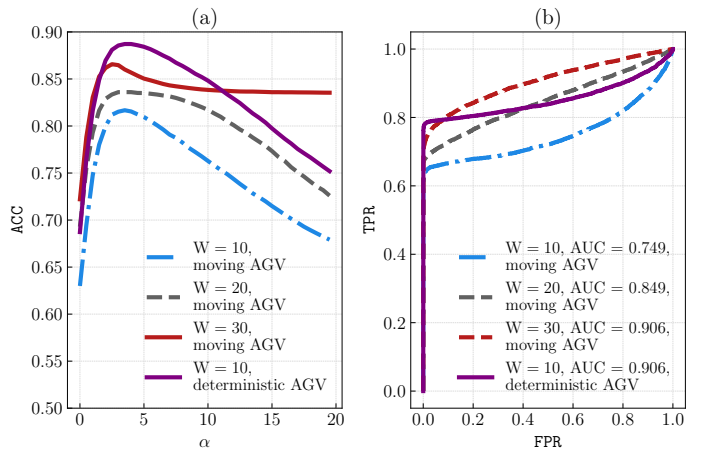 (a)
0.90
0.85
0.80
0.75
0.70
0.65
0.60
0.55
0.50
ACC
W = 10,
moving AGV
W = 20,
moving AGV
W = 30,
moving AGV
W = 10,
deterministic AGV
0
5
10
15
20
α
(b)
1.0
0.8
0.6
0.4
0.2
0.0
TPR
W = 10, AUC = 0.749,
moving AGV
W = 20, AUC = 0.849,
moving AGV
W = 30, AUC = 0.906,
moving AGV
W = 10, AUC = 0.906,
deterministic AGV
0.0
0.2
0.4
0.6
0.8
1.0
FPR